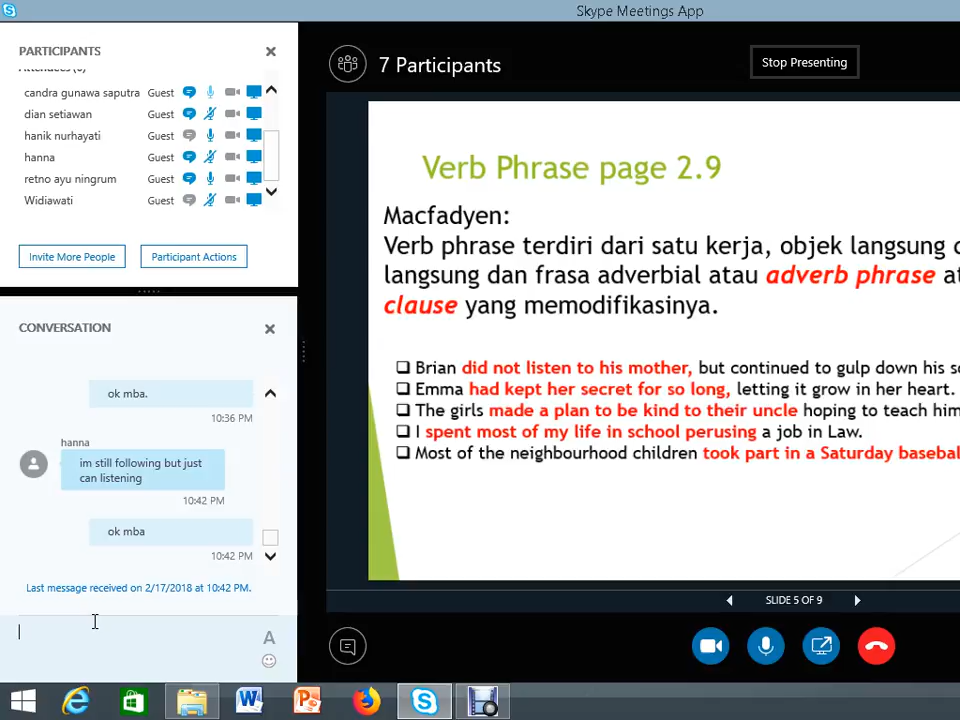 Skype Meetings App
PARTICIPANTS
candra gunawa saputra Guest
dian setiawan Guest
hanik nurhayati Guest
hanna Guest
retno ayu ningrum Guest
Widiawati Guest
Invite More People
Participant Actions
CONVERSATION
ok mba.
10:36 PM
hanna
im still following but just
can listening
10:42 PM
ok mba
10:42 PM
Last message received on 2/17/2018 at 10:42 PM.
7 Participants
Stop Presenting
Verb Phrase page 2.9
Macfadyen:
Verb phrase terdiri dari satu kerja, objek langsung
langsung dan frasa adverbial atau adverb phrase
clause yang memodifikasinya.
Brian did not listen to his mother, but continued to gulp down his
Emma had kept her secret for so long, letting it grow in her heart.
The girls made a plan to be kind to their uncle hoping to teach him
I spent most of my life in school perusing a job in Law.
Most of the neighbourhood children took part in a Saturday
SLIDE 5 OF 9